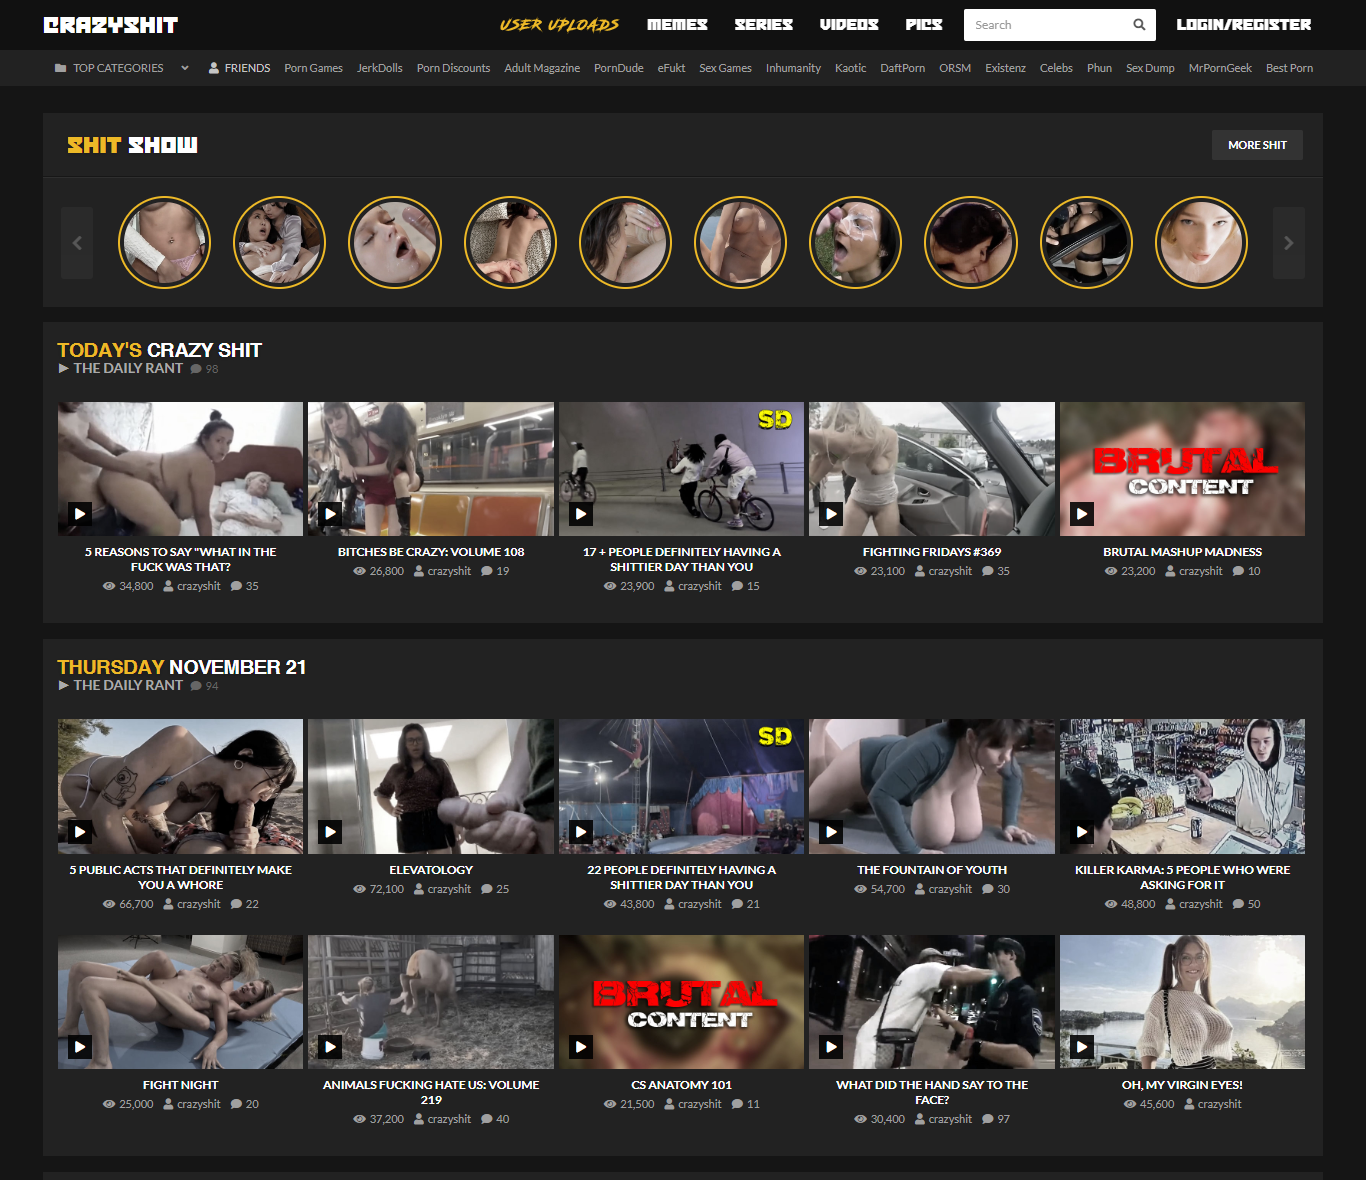 CRAZYSHIT
USER UPLOADS MEMES SERIES VIDEOS PICS Search LOGIN/REGISTER
TOP CATEGORIES FRIENDS Porn Games JerkDolls Porn Discounts Adult Magazine PornDude eFukt Sex Games Inhumanity Kaotic DaftPorn ORSM Existenz Celebs Phun Sex Dump MrPornGeek Best Porn
SHIT SHOW
MORE SHIT
TODAY'S CRAZY SHIT
THE DAILY RANT 98
SD
BRUTAL
CONTENT
5 REASONS TO SAY "WHAT IN THE
FUCK WAS THAT?
34,800 crazyshit 35
BITCHES BE CRAZY: VOLUME 108
26,800 crazyshit 19
17 + PEOPLE DEFINITELY HAVING A
SHITTIER DAY THAN YOU
23,900 crazyshit 15
FIGHTING FRIDAYS #369
23,100 crazyshit 35
BRUTAL MASHUP MADNESS
23,200 crazyshit 10
THURSDAY NOVEMBER 21
THE DAILY RANT 94
SD
5 PUBLIC ACTS THAT DEFINITELY MAKE
YOU A WHORE
66,700 crazyshit 22
ELEVATOLOGY
72,100 crazyshit 25
22 PEOPLE DEFINITELY HAVING A
SHITTIER DAY THAN YOU
43,800 crazyshit 21
THE FOUNTAIN OF YOUTH
54,700 crazyshit 30
KILLER KARMA: 5 PEOPLE WHO WERE
ASKING FOR IT
48,800 crazyshit 50
BRUTAL
CONTENT
FIGHT NIGHT
25,000 crazyshit 20
ANIMALS FUCKING HATE US: VOLUME
219
37,200 crazyshit 40
CS ANATOMY 101
21,500 crazyshit 11
WHAT DID THE HAND SAY TO THE
FACE?
30,400 crazyshit 97
OH, MY VIRGIN EYES!
45,600 crazyshit